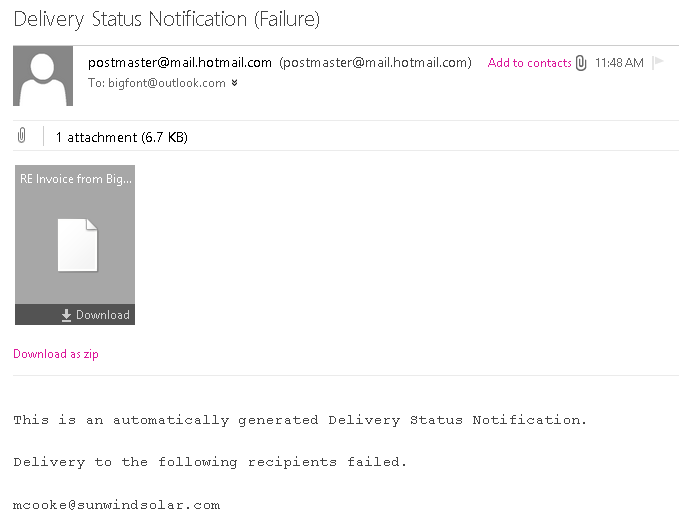 Delivery Status Notification (Failure)
postmaster@mail.hotmail.com (postmaster@mail.hotmail.com) Add to contacts 11:48 AM
To: bigfont@outlook.com
1 attachment (6.7 KB)
RE Invoice from Big...
Download
Download as zip
This is an automatically generated Delivery Status Notification.
Delivery to the following recipients failed.
mcooke@sunwindsolar.com